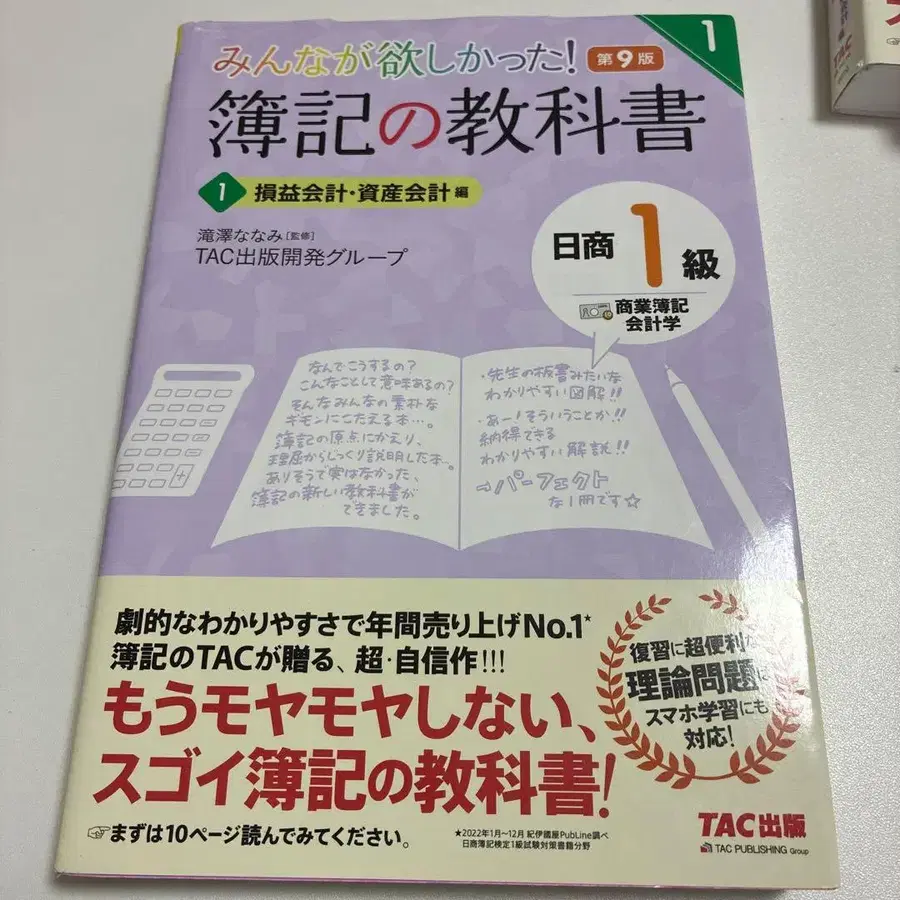 1
みんなが欲しかった! 第9版
簿記の教科書
1 損益会計・資産会計 編
滝澤ななみ[監修]
TAC出版開発グループ
日商1級
商業簿記
会計学
なんでこうするの?
こんなことして意味あるの?
そんなみんなの素朴な
ギモンにこたえる本…。
簿記の原点にかえり、
理屈からじっくり説明した本…。
ありそうで実はなかった、
簿記の新しい教科書が
できました。
・先生の板書みたいな
わかりやすい図解!!
・あー!そういうことか!!
納得できる
わかりやすい解説!!
→パーフェクト
な1冊です☆
劇的なわかりやすさで年間売り上げNo.1★
簿記のTACが贈る、超・自信作!!!
もうモヤモヤしない、
スゴイ簿記の教科書!
☞まずは10ページ読んでみてください。
★2022年1月〜12月 紀伊國屋PubLine調べ
日商簿記検定1級試験対策書籍分野
復習に超便利な
理論問題は
スマホ学習にも
対応!
TAC出版
TAC PUBLISHING Group
TAC